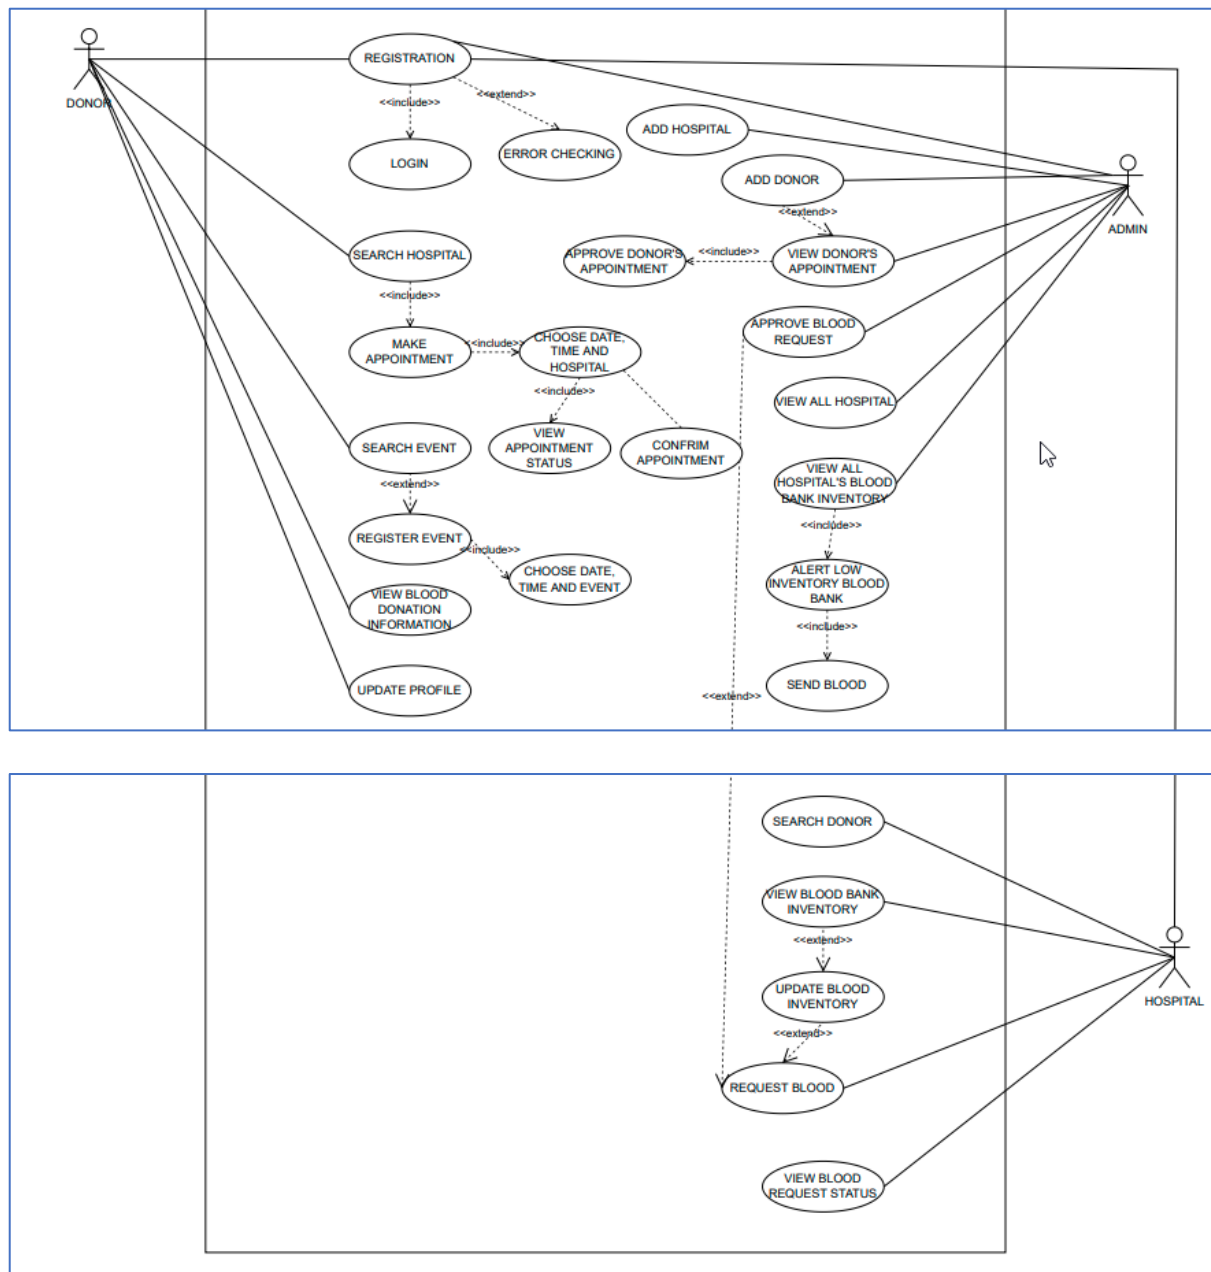 DONOR
REGISTRATION
<<include>>
<<extend>>
LOGIN
ERROR CHECKING
ADD HOSPITAL
ADD DONOR
<<extend>>
ADMIN
SEARCH HOSPITAL
APPROVE DONOR'S
APPOINTMENT
<<include>>
VIEW DONOR'S
APPOINTMENT
<<include>>
MAKE
APPOINTMENT
<<include>>
CHOOSE DATE,
TIME AND
HOSPITAL
APPROVE BLOOD
REQUEST
<<include>>
VIEW ALL HOSPITAL
SEARCH EVENT
VIEW
APPOINTMENT
STATUS
CONFRIM
APPOINTMENT
VIEW ALL
HOSPITAL'S BLOOD
BANK INVENTORY
<<extend>>
<<include>>
REGISTER EVENT
<<include>>
CHOOSE DATE,
TIME AND EVENT
ALERT LOW
INVENTORY BLOOD
BANK
VIEW BLOOD
DONATION
INFORMATION
<<include>>
UPDATE PROFILE
<<extend>>
SEND BLOOD
SEARCH DONOR
VIEW BLOOD BANK
INVENTORY
<<extend>>
UPDATE BLOOD
INVENTORY
HOSPITAL
<<extend>>
REQUEST BLOOD
VIEW BLOOD
REQUEST STATUS